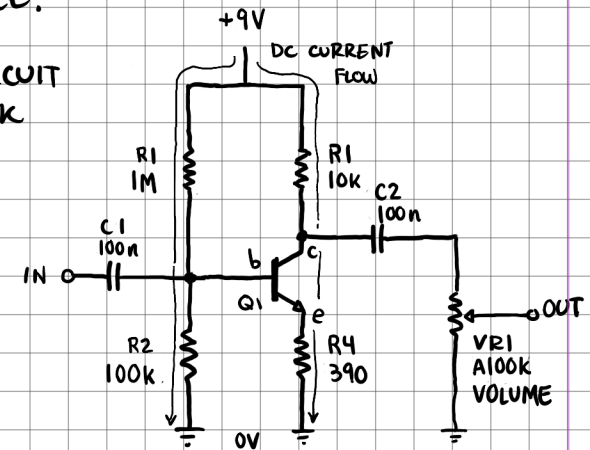 +9V
DC CURRENT
FLOW
CUIT
R1
1M
R1
10K
C2
100n
C1
100n
IN
b
c
Q1
e
OUT
R2
100K
R4
390
VR1
A100K
VOLUME
0V